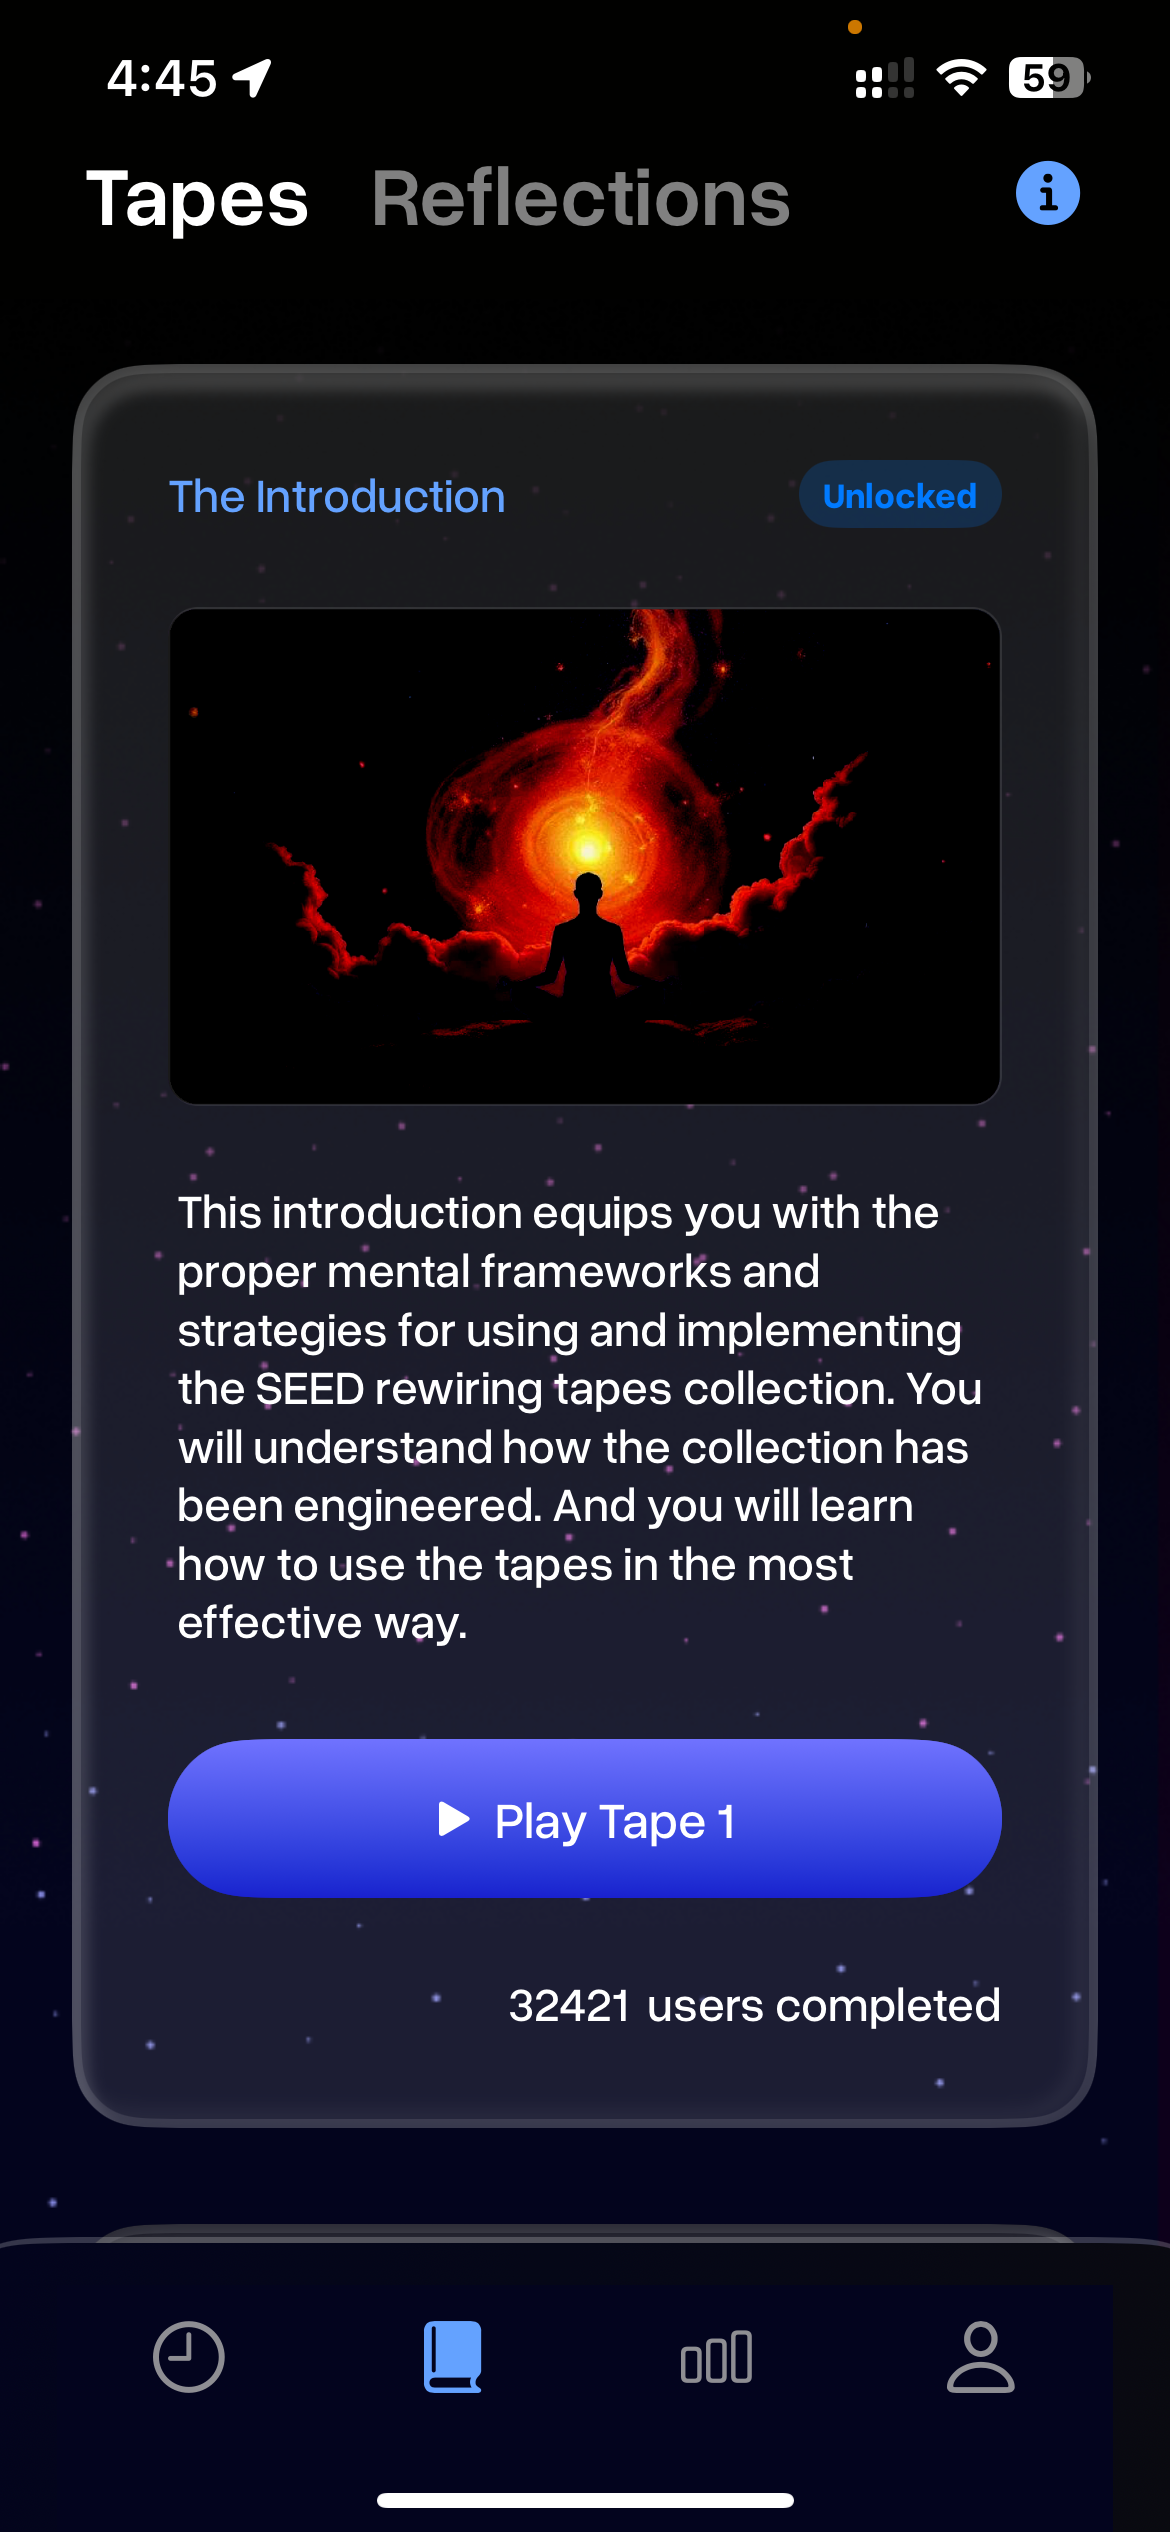 4:45
59
Tapes Reflections
The Introduction
Unlocked
This introduction equips you with the
proper mental frameworks and
strategies for using and implementing
the SEED rewiring tapes collection. You
will understand how the collection has
been engineered. And you will learn
how to use the tapes in the most
effective way.
Play Tape 1
32421 users completed